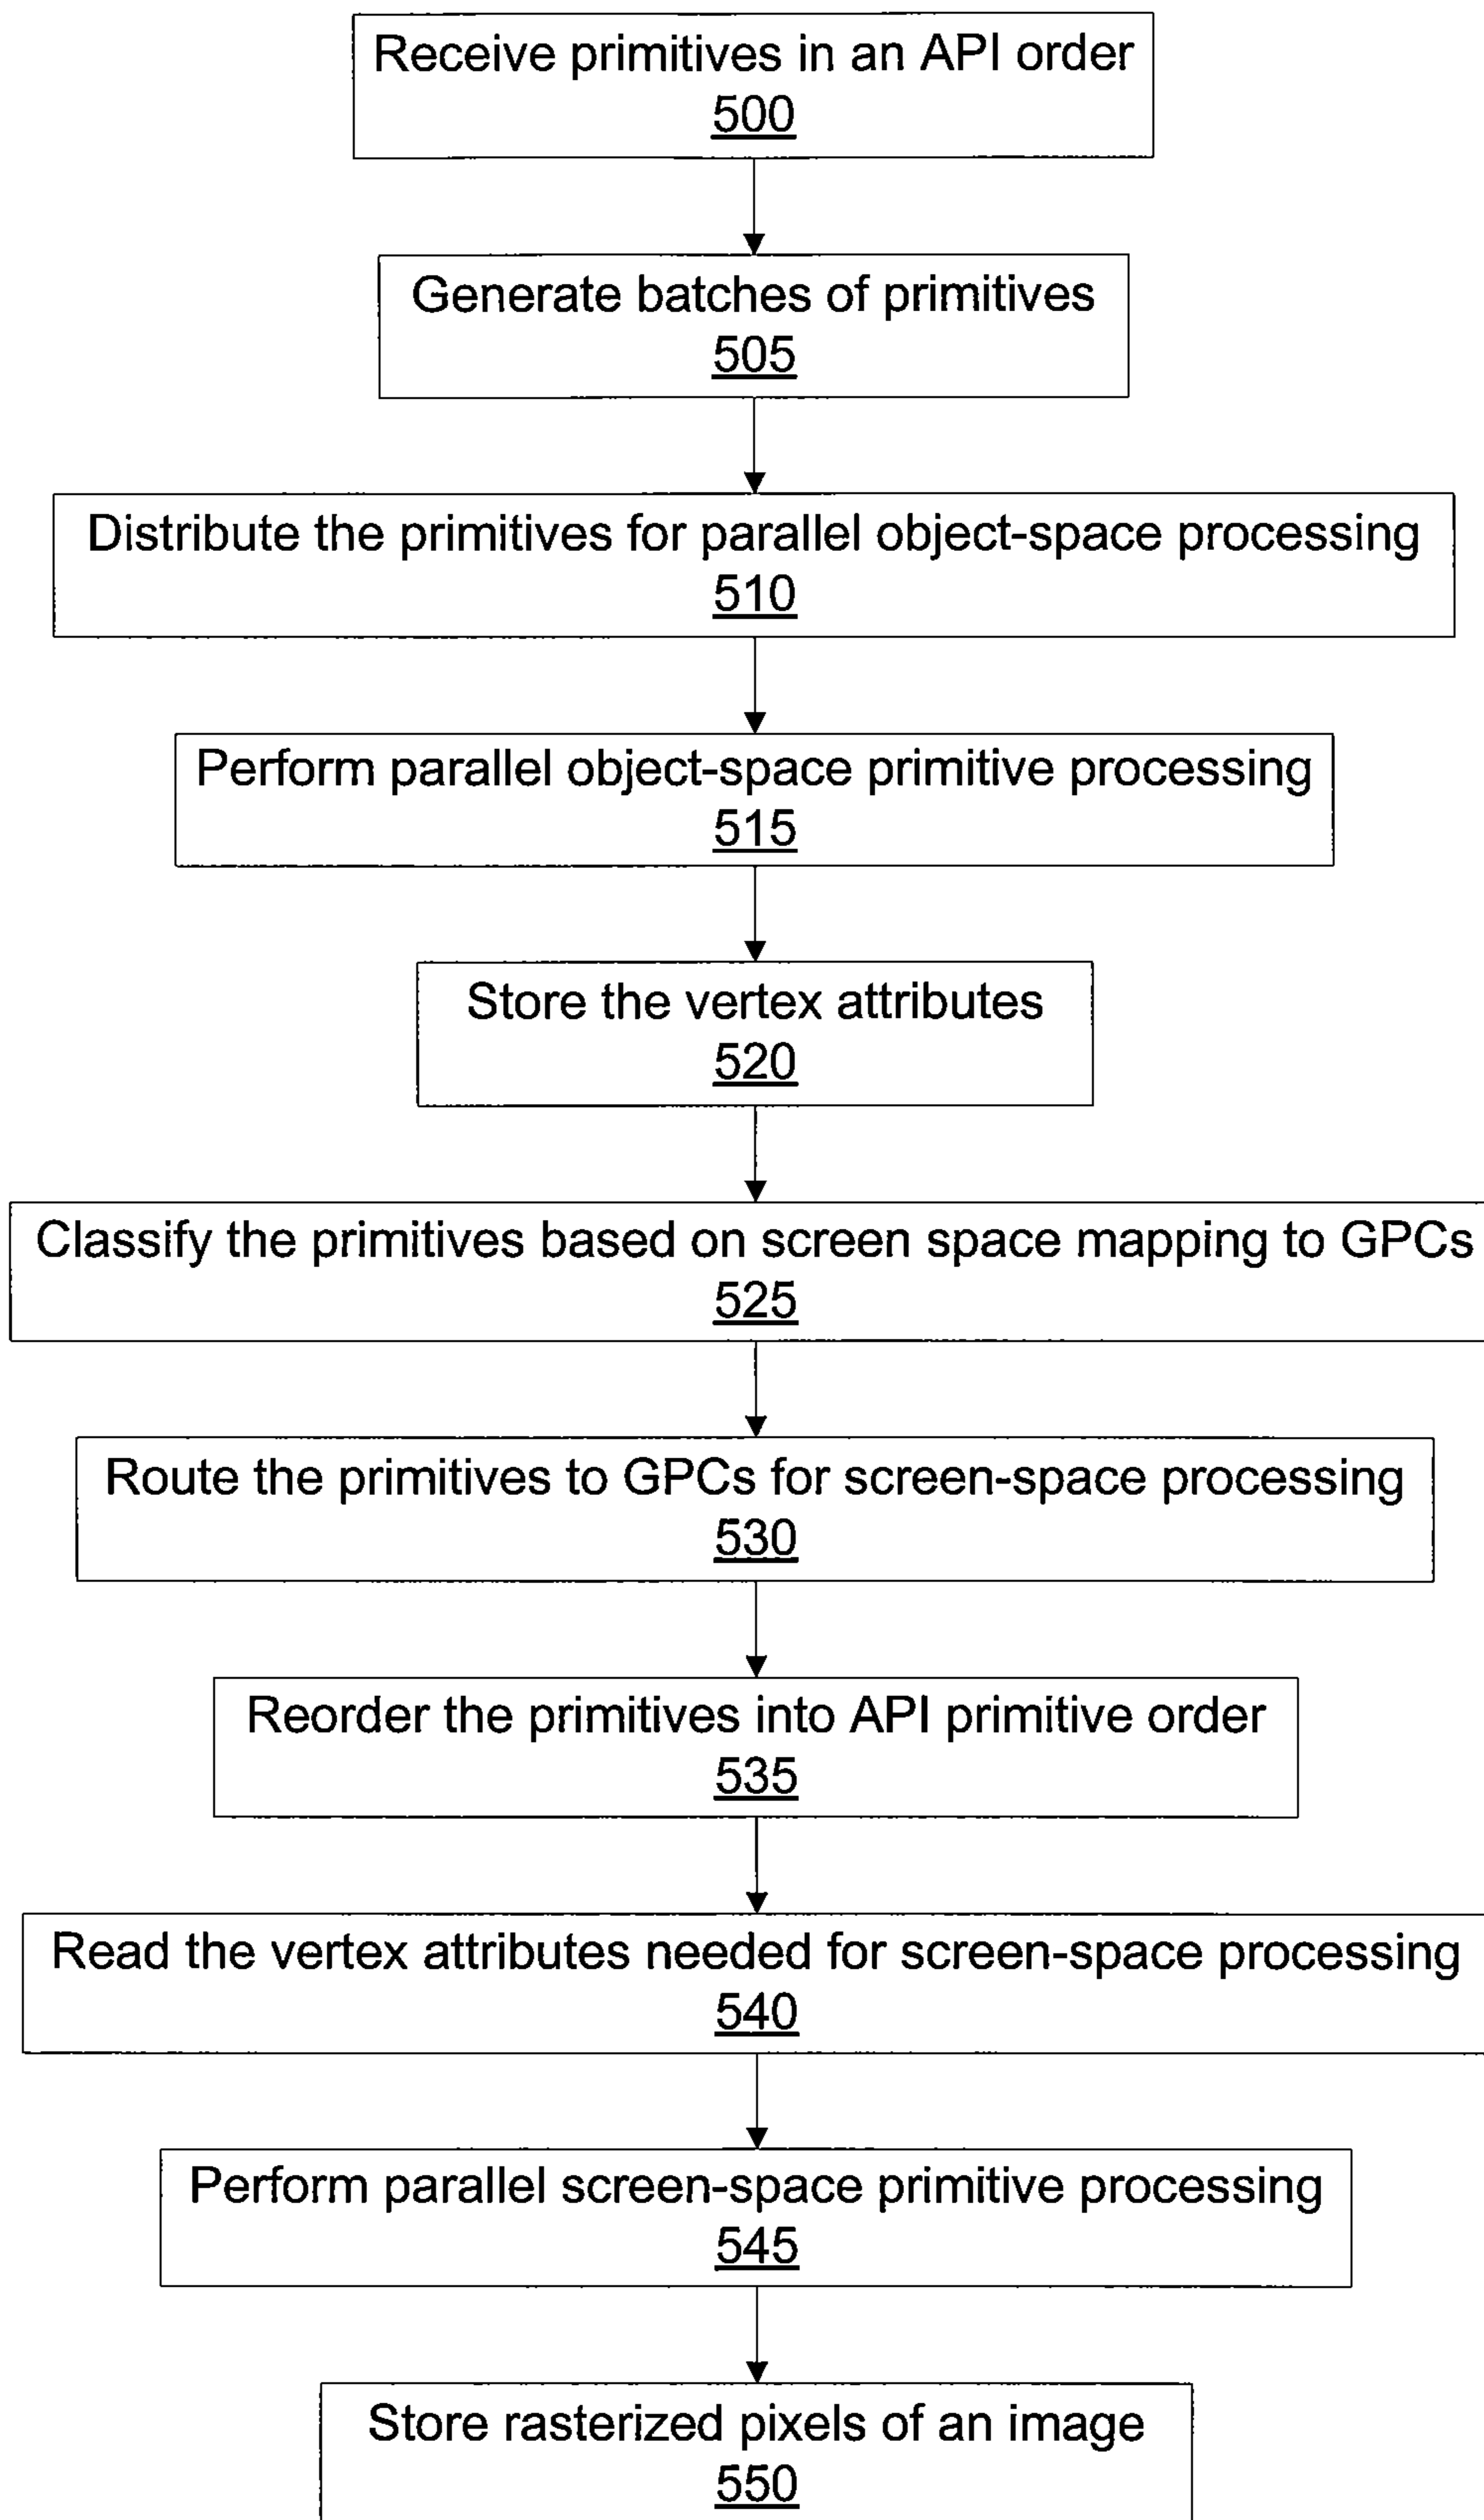 Receive primitives in an API order
500
Generate batches of primitives
505
Distribute the primitives for parallel object-space processing
510
Perform parallel object-space primitive processing
515
Store the vertex attributes
520
Classify the primitives based on screen space mapping to GPCs
525
Route the primitives to GPCs for screen-space processing
530
Reorder the primitives into API primitive order
535
Read the vertex attributes needed for screen-space processing
540
Perform parallel screen-space primitive processing
545
Store rasterized pixels of an image
550